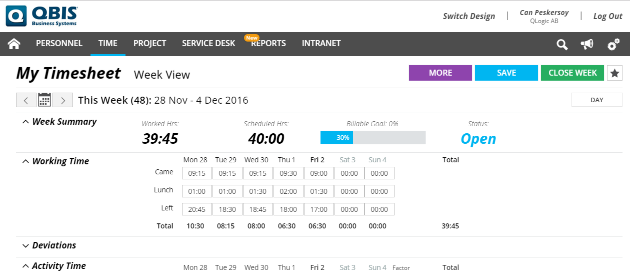 QBIS
Business Systems
Switch Design | Can Peskersoy | Log Out
QLogic AB
PERSONNEL TIME PROJECT SERVICE DESK New REPORTS INTRANET
My Timesheet Week View MORE SAVE CLOSE WEEK
This Week (48): 28 Nov - 4 Dec 2016 DAY
Week Summary Worked Hrs: Scheduled Hrs: Billable Goal: 0% Status:
39:45 40:00 30% Open
Working Time Mon 28 Tue 29 Wed 30 Thu 1 Fri 2 Sat 3 Sun 4 Total
Came 09:15 09:15 09:15 09:30 09:00 00:00 00:00
Lunch 01:00 01:00 01:30 02:00 01:30 00:00 00:00
Left 20:45 18:30 18:45 18:00 17:00 00:00 00:00
Total 10:30 08:15 08:00 06:30 06:30 00:00 00:00 39:45
Deviations
Activity Time Mon 28 Tue 29 Wed 30 Thu 1 Fri 2 Sat 3 Sun 4 Factor Total